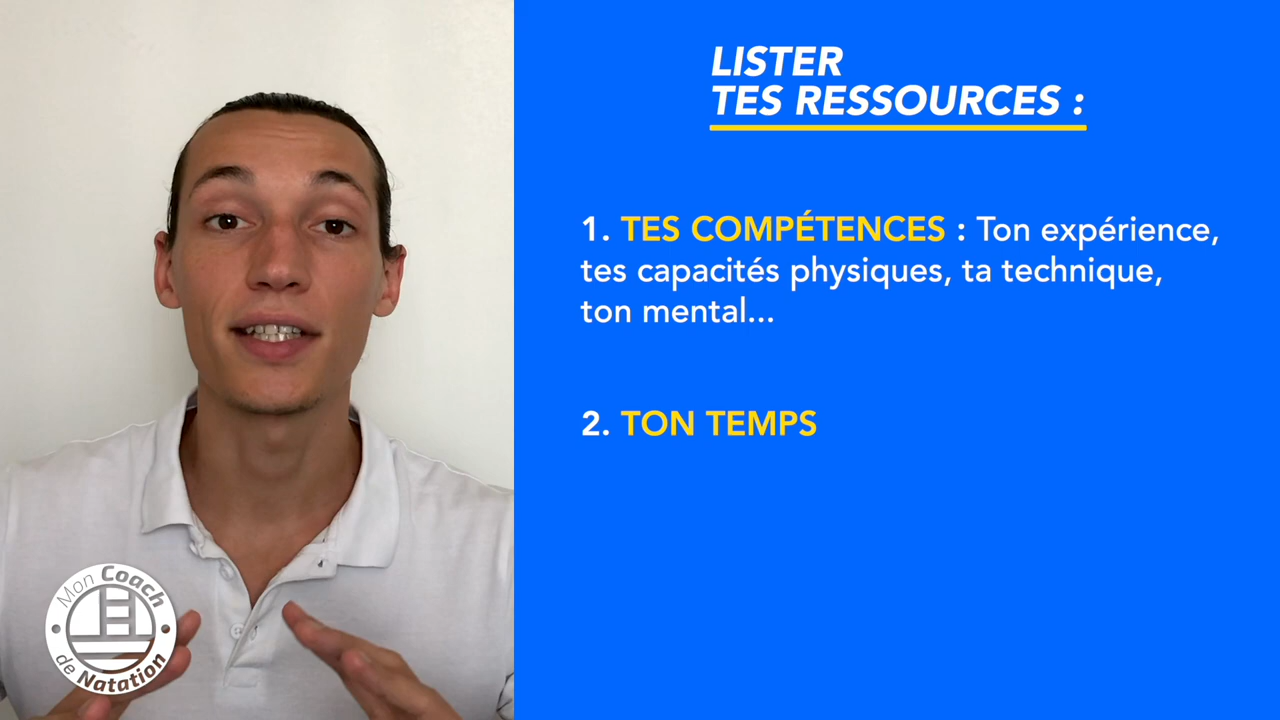 LISTER
TES RESSOURCES :
1. TES COMPÉTENCES : Ton expérience,
tes capacités physiques, ta technique,
ton mental...
2. TON TEMPS
Mon Coach
de Natation